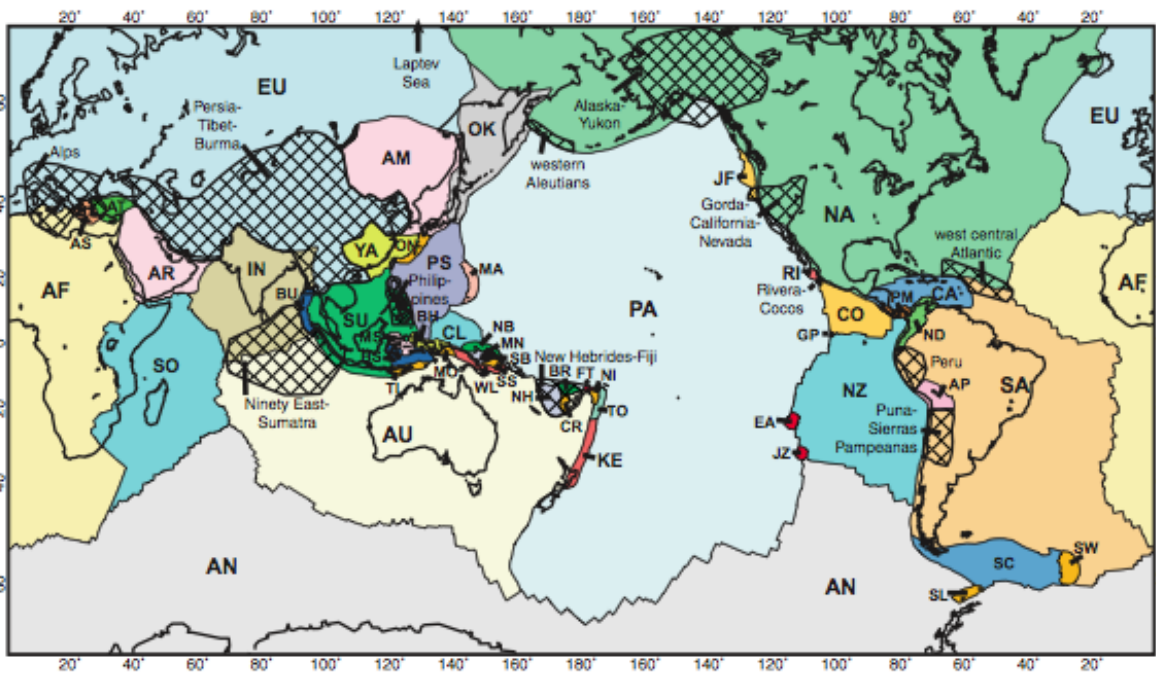 20˚ 40˚ 60˚ 80˚ 100˚ 120˚ 140˚ 160˚ 180˚ 160˚ 140˚ 120˚ 100˚ 80˚ 60˚ 40˚ 20˚
EU
Laptev
Sea
Persia-
Tibet-
Burma
Alps
OK
AM
Alaska-
Yukon
western
Aleutians
EU
JF
Gorda-
California-
Nevada
NA
west central
Atlantic
AT
AS
AR
AF
IN
YA
ON
PS
MA
Philip-
pines
BU
BH
SU
MS
BS
CL
NB
MN
SB
SS
WL
MO
TI
PA
RI
Rivera-
Cocos
CO
PM
CA
AF
GP
ND
Peru
SO
New Hebrides-Fiji
BR
FT
NI
NH
TO
CR
Ninety East-
Sumatra
AU
KE
NZ
AP
SA
EA
Puna-
Sierras
Pampeanas
JZ
AN
AN
SC
SW
SL
20˚ 40˚ 60˚ 80˚ 100˚ 120˚ 140˚ 160˚ 180˚ 160˚ 140˚ 120˚ 100˚ 80˚ 60˚ 40˚ 20˚